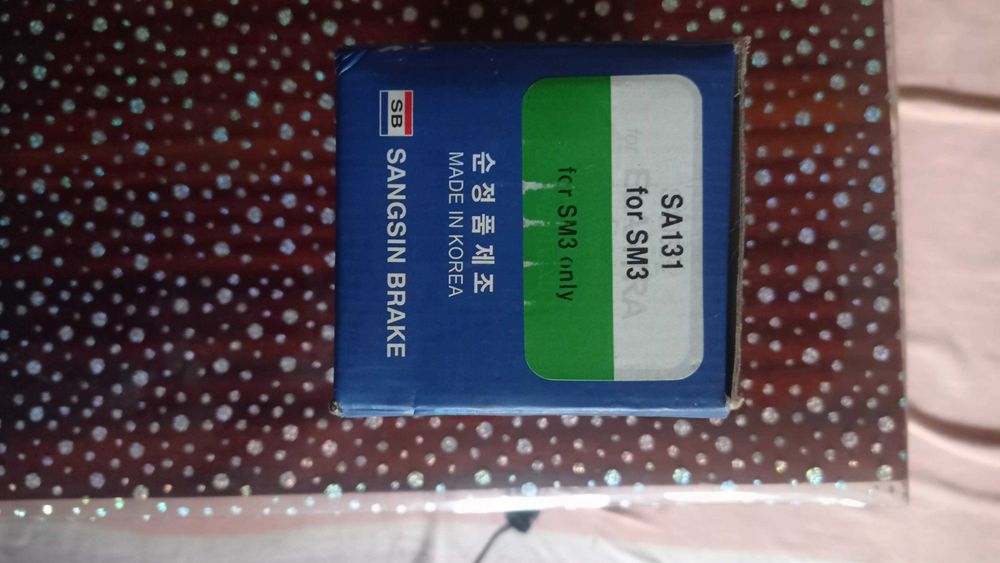 SA131
for SM3
for SM3 only
순정품제조
MADE IN KOREA
SB SANGSIN BRAKE